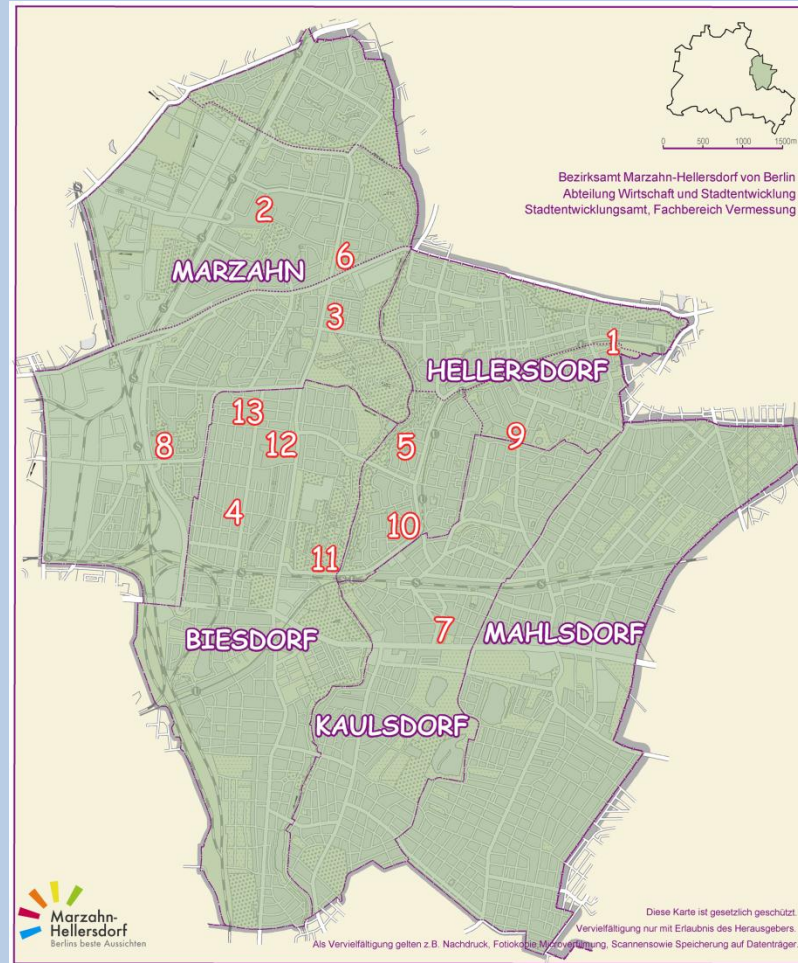 0 500 1000 1500m
Bezirksamt Marzahn-Hellersdorf von Berlin
Abteilung Wirtschaft und Stadtentwicklung
Stadtentwicklungsamt, Fachbereich Vermessung
2
6
MARZAHN
3
1
HELLERSDORF
13
9
8
12
5
4
10
11
7
BIESDORF
MAHLSDORF
KAULSDORF
Marzahn-
Hellersdorf
Berlins beste Aussichten
Diese Karte ist gesetzlich geschützt.
Vervielfältigung nur mit Erlaubnis des Herausgebers.
Als Vervielfältigung gelten z.B. Nachdruck, Fotiokopie, Microverfilmung, Scannensowie Speicherung auf Datenträger.